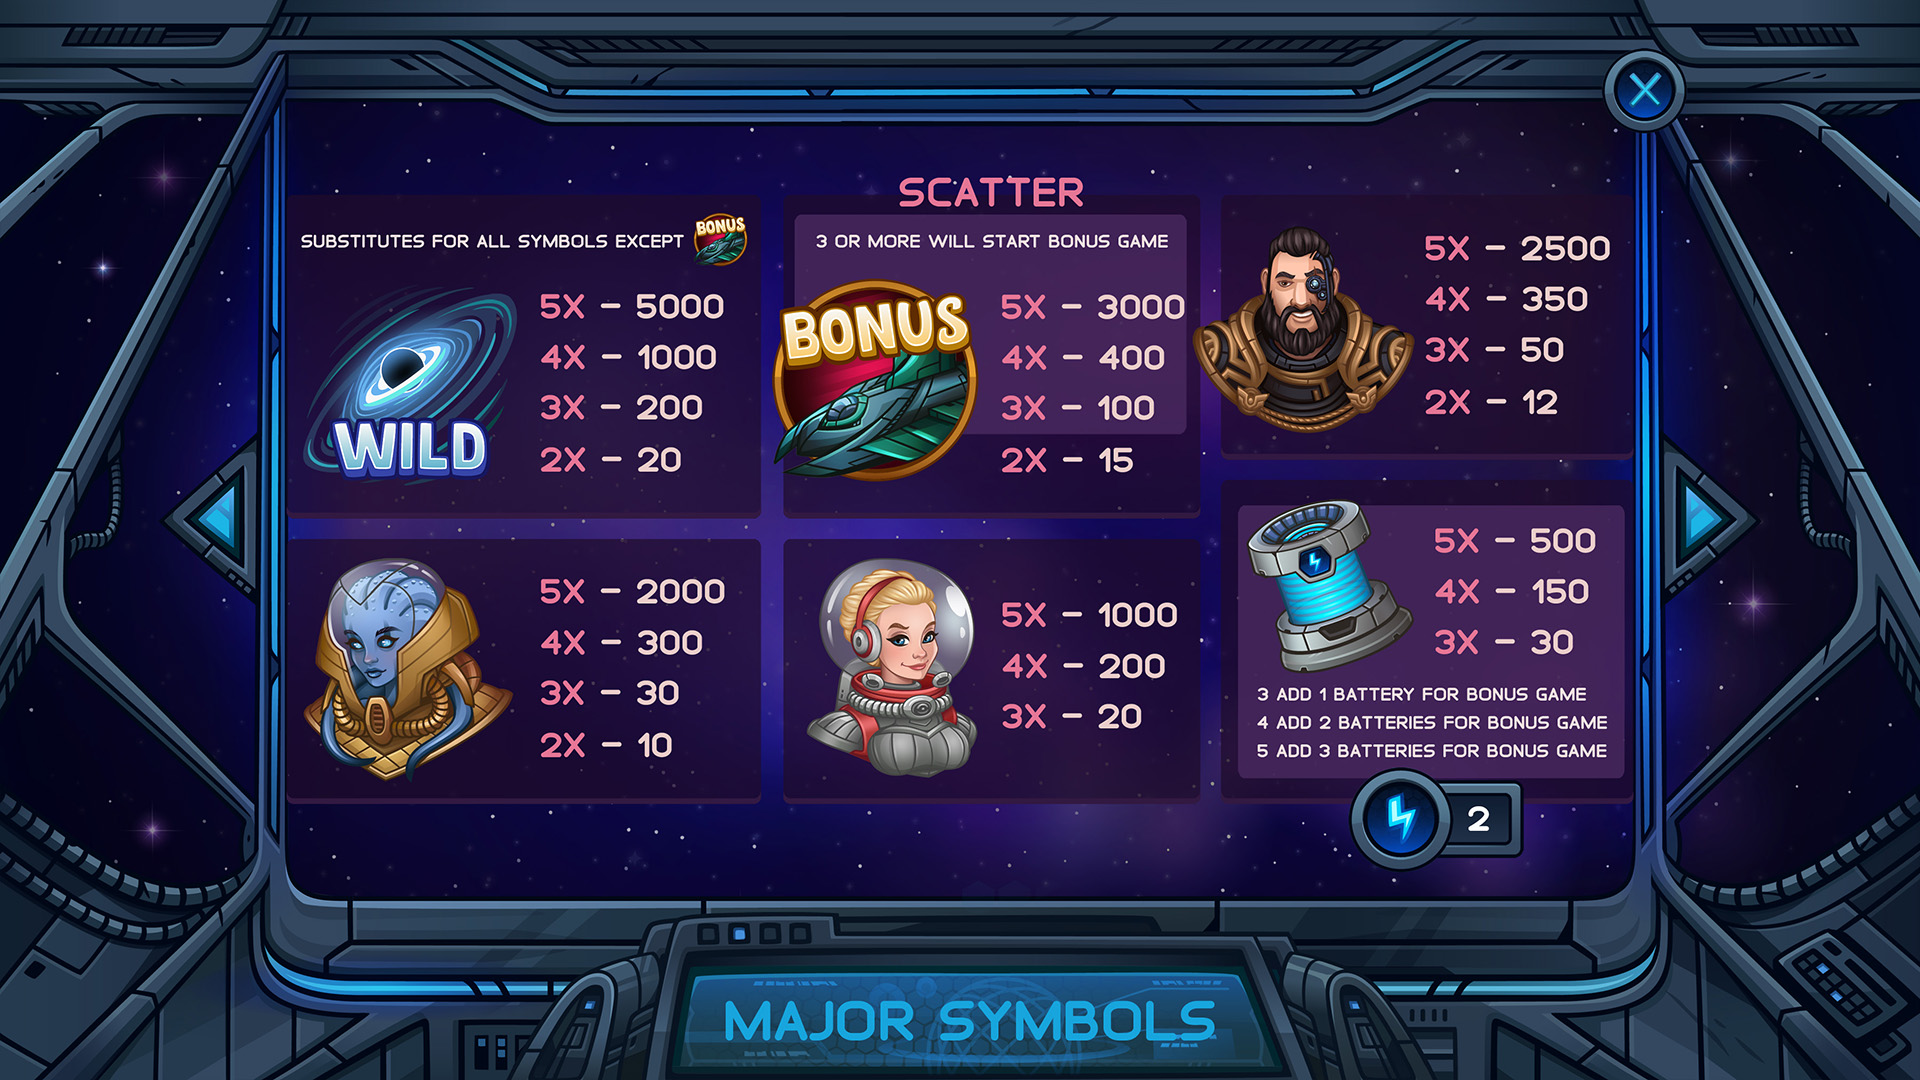 SUBSTITUTES FOR ALL SYMBOLS EXCEPT BONUS
WILD
5X – 5000
4X – 1000
3X – 200
2X – 20
SCATTER
3 OR MORE WILL START BONUS GAME
BONUS
5X – 3000
4X – 400
3X – 100
2X – 15
5X – 2500
4X – 350
3X – 50
2X – 12
5X – 2000
4X – 300
3X – 30
2X – 10
5X – 1000
4X – 200
3X – 20
5X – 500
4X – 150
3X – 30
3 ADD 1 BATTERY FOR BONUS GAME
4 ADD 2 BATTERIES FOR BONUS GAME
5 ADD 3 BATTERIES FOR BONUS GAME
2
MAJOR SYMBOLS